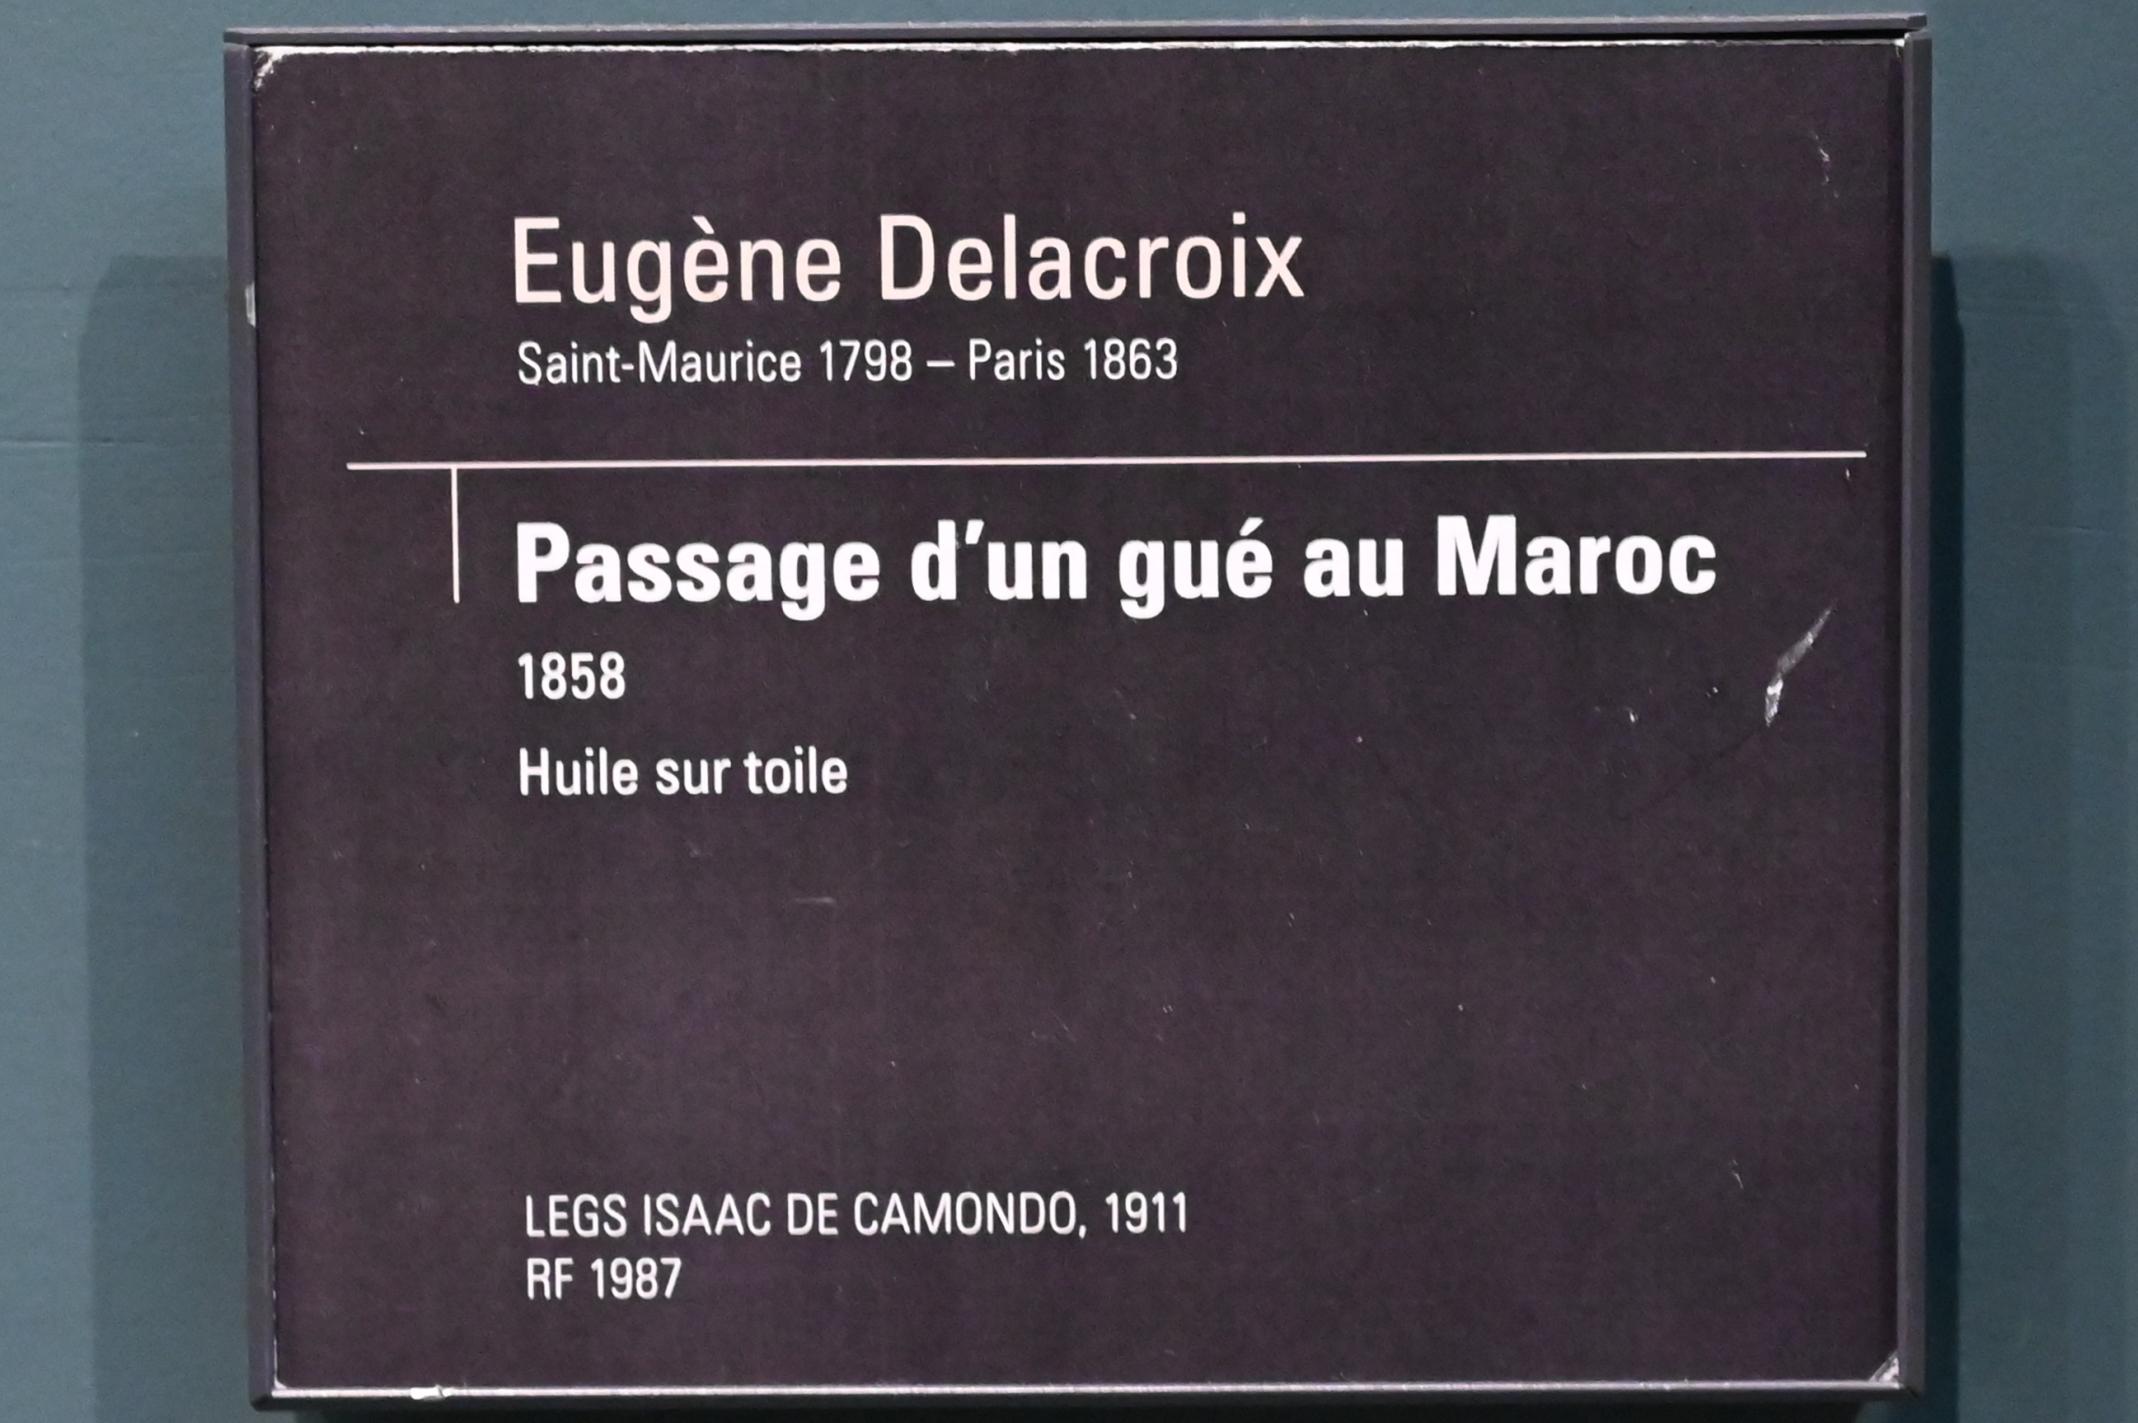 Eugène Delacroix
Saint-Maurice 1798 – Paris 1863
Passage d’un gué au Maroc
1858
Huile sur toile
LEGS ISAAC DE CAMONDO, 1911
RF 1987